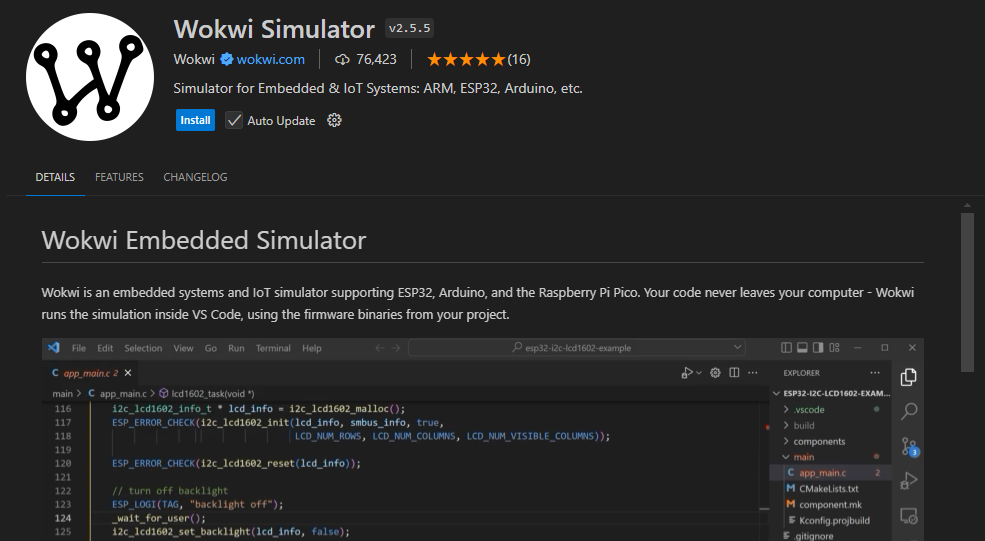 Wokwi Simulator v2.5.5
Wokwi wokwi.com 76,423 (16)
Simulator for Embedded & IoT Systems: ARM, ESP32, Arduino, etc.
Install Auto Update
DETAILS FEATURES CHANGELOG
Wokwi Embedded Simulator
Wokwi is an embedded systems and IoT simulator supporting ESP32, Arduino, and the Raspberry Pi Pico. Your code never leaves your computer - Wokwi
runs the simulation inside VS Code, using the firmware binaries from your project.
File Edit Selection View Go Run Terminal Help esp32-i2c-lcd1602-example
C app_main.c 2
main > C app_main.c > lcd1602_task(void *)
116 i2c_lcd1602_info_t * lcd_info = i2c_lcd1602_malloc();
117 ESP_ERROR_CHECK(i2c_lcd1602_init(lcd_info, smbus_info, true,
118 LCD_NUM_ROWS, LCD_NUM_COLUMNS, LCD_NUM_VISIBLE_COLUMNS));
119
120 ESP_ERROR_CHECK(i2c_lcd1602_reset(lcd_info));
121
122 // turn off backlight
123 ESP_LOGI(TAG, "backlight off");
124 _wait_for_user();
125 i2c_lcd1602_set_backlight(lcd_info, false);
EXPLORER ...
ESP32-I2C-LCD1602-EXAM...
.vscode
build
components
main
C app_main.c 2
M CMakeLists.txt
M component.mk
Kconfig.projbuild
.gitignore
3